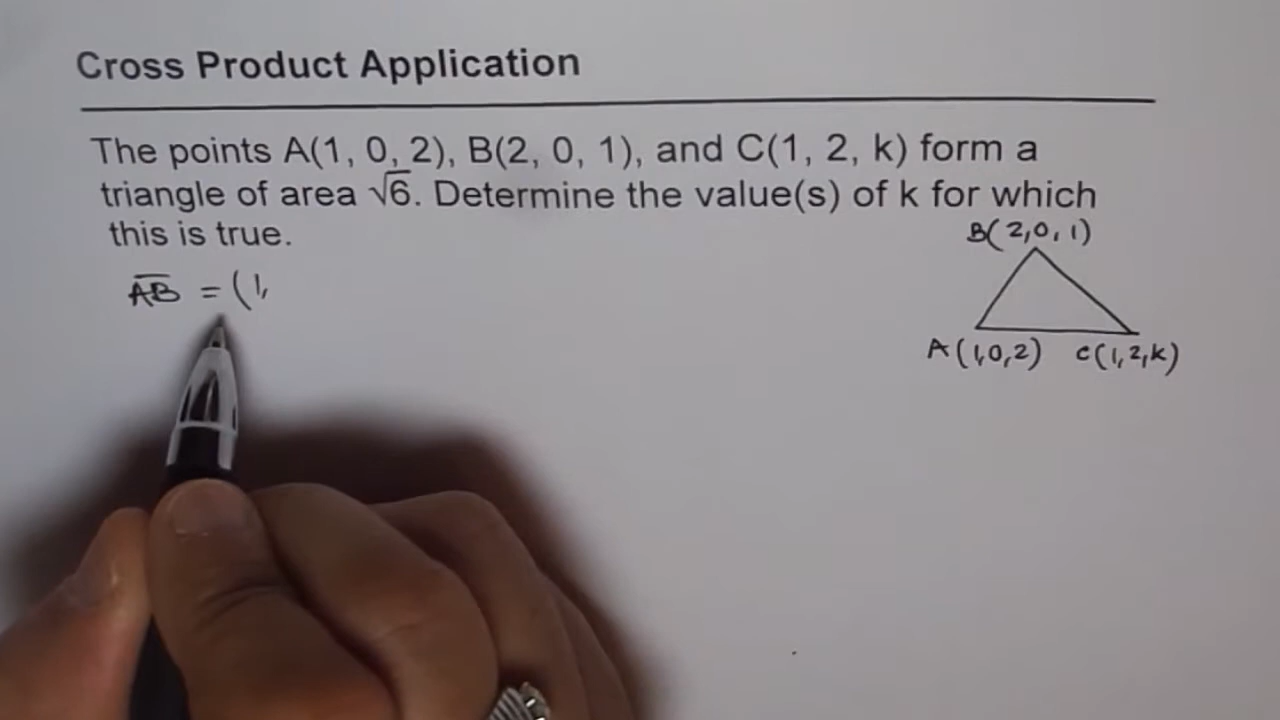 Cross Product Application
The points A(1, 0, 2), B(2, 0, 1), and C(1, 2, k) form a
triangle of area √6. Determine the value(s) of k for which
this is true.
B(2,0,1)
AB = (1,
A(1,0,2) C(1,2,k)